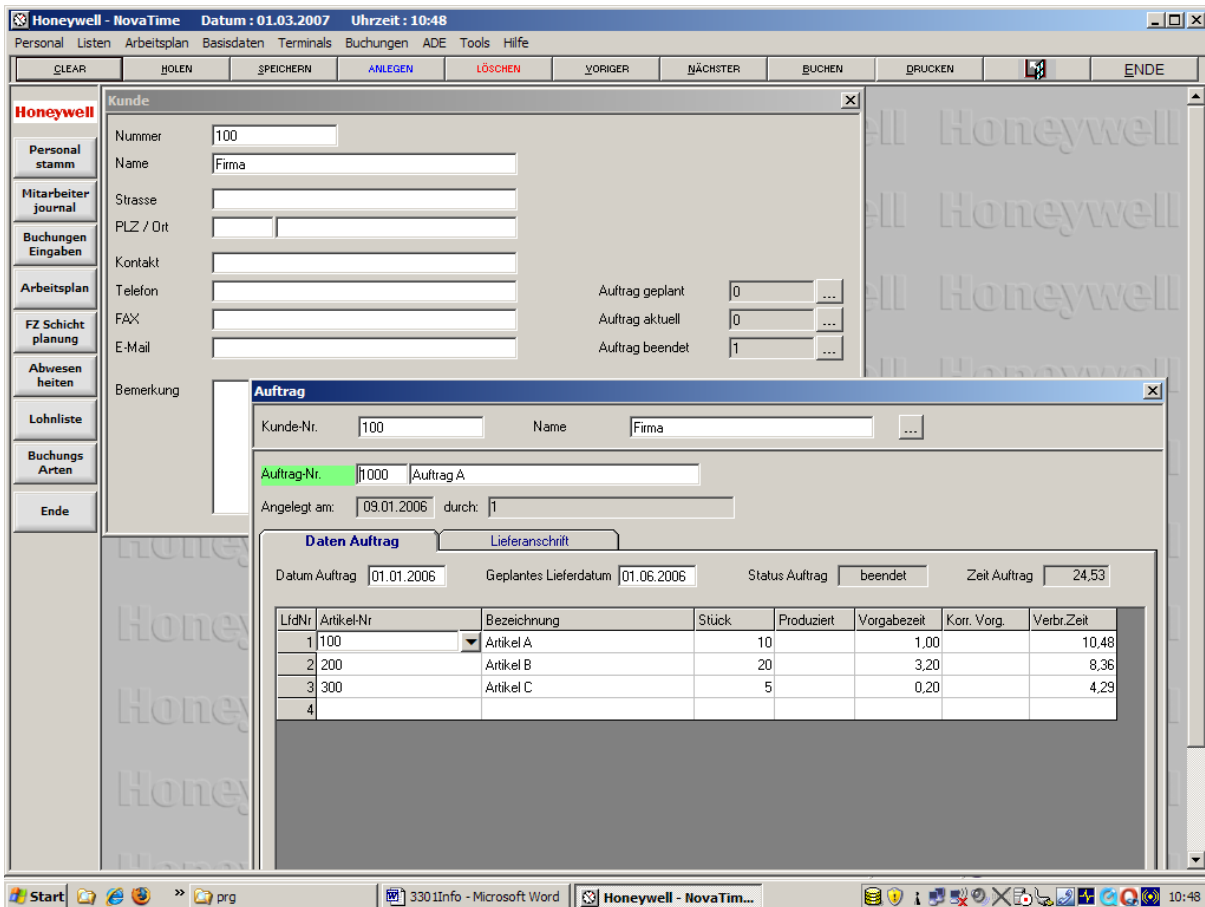 Honeywell - NovaTime Datum : 01.03.2007 Uhrzeit : 10:48
Personal Listen Arbeitsplan Basisdaten Terminals Buchungen ADE Tools Hilfe
CLEAR HOLEN SPEICHERN ANLEGEN LÖSCHEN VORIGER NÄCHSTER BUCHEN DRUCKEN ENDE
Honeywell
Personal
stamm
Mitarbeiter
journal
Buchungen
Eingaben
Arbeitsplan
FZ Schicht
planung
Abwesen
heiten
Lohnliste
Buchungs
Arten
Ende
Kunde
Nummer 100
Name Firma
Strasse
PLZ / Ort
Kontakt
Telefon Auftrag geplant 0 ...
FAX Auftrag aktuell 0 ...
E-Mail Auftrag beendet 1 ...
Bemerkung
Auftrag
Kunde-Nr. 100 Name Firma ...
Auftrag-Nr. 1000 Auftrag A
Angelegt am: 09.01.2006 durch: 1
Daten Auftrag Lieferanschrift
Datum Auftrag 01.01.2006 Geplantes Lieferdatum 01.06.2006 Status Auftrag beendet Zeit Auftrag 24,53
LfdNr Artikel-Nr Bezeichnung Stück Produziert Vorgabezeit Korr. Vorg. Verbr.Zeit
1 100 Artikel A 10 1,00 10,48
2 200 Artikel B 20 3,20 8,36
3 300 Artikel C 5 0,20 4,29
4
Honeywell
Honeywell
Honeywell
Honeywell
Honeywell
Honeywell
Start » prg 3301Info - Microsoft Word Honeywell - NovaTim... 10:48